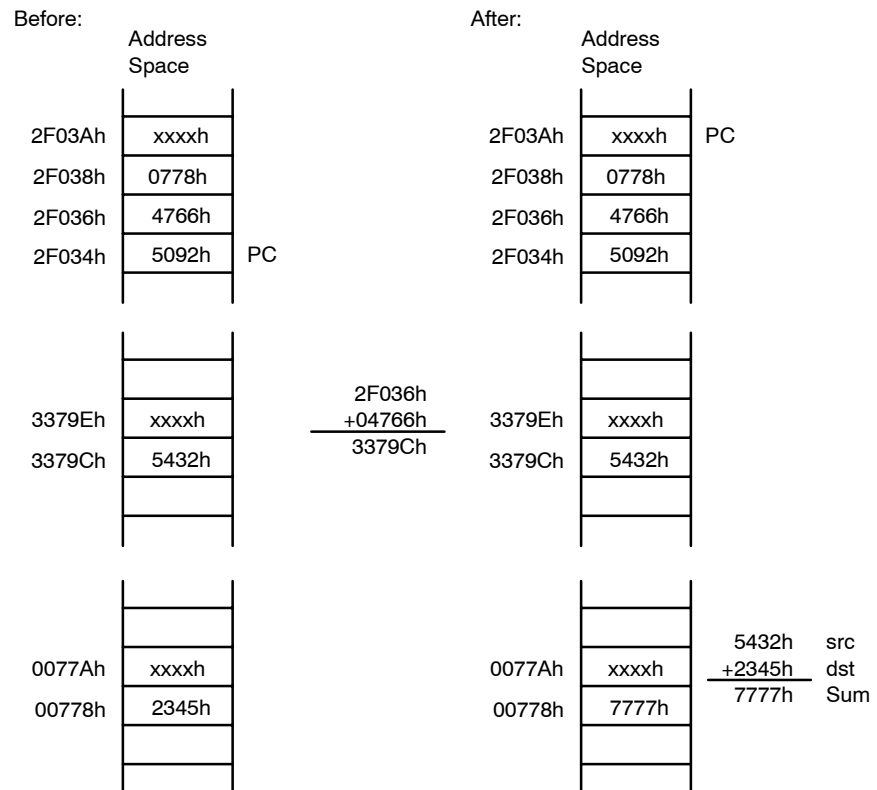 Before:
After:
Address
Space
Address
Space
2F03Ah xxxxh
2F038h 0778h
2F036h 4766h
2F034h 5092h PC
2F03Ah xxxxh PC
2F038h 0778h
2F036h 4766h
2F034h 5092h
3379Eh xxxxh
3379Ch 5432h
2F036h
+04766h
3379Ch
3379Eh xxxxh
3379Ch 5432h
0077Ah xxxxh
00778h 2345h
0077Ah xxxxh
00778h 7777h
5432h src
+2345h dst
7777h Sum